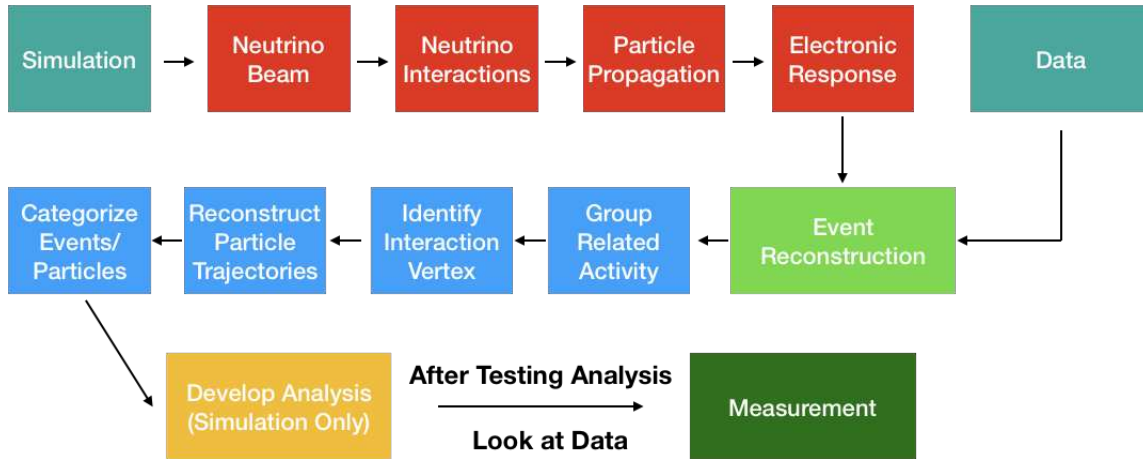 Simulation
Neutrino
Beam
Neutrino
Interactions
Particle
Propagation
Electronic
Response
Data
Categorize
Events/
Particles
Reconstruct
Particle
Trajectories
Identify
Interaction
Vertex
Group
Related
Activity
Event
Reconstruction
Develop Analysis
(Simulation Only)
After Testing Analysis
Look at Data
Measurement